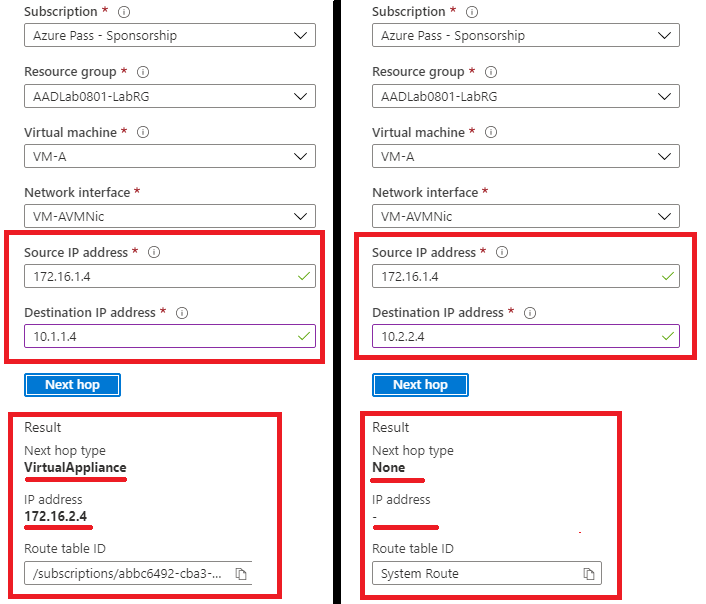 Subscription *
Azure Pass - Sponsorship
Resource group *
AADLab0801-LabRG
Virtual machine *
VM-A
Network interface *
VM-AVMNic
Source IP address *
172.16.1.4
Destination IP address *
10.1.1.4
Next hop
Result
Next hop type
VirtualAppliance
IP address
172.16.2.4
Route table ID
/subscriptions/abbc6492-cba3-...
Subscription *
Azure Pass - Sponsorship
Resource group *
AADLab0801-LabRG
Virtual machine *
VM-A
Network interface *
VM-AVMNic
Source IP address *
172.16.1.4
Destination IP address *
10.2.2.4
Next hop
Result
Next hop type
None
IP address
-
Route table ID
System Route